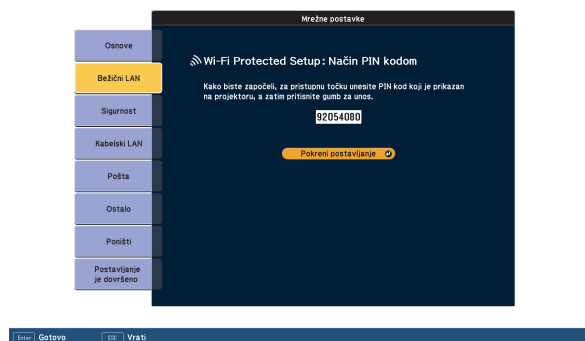 Mrežne postavke
Osnove
Bežični LAN
Sigurnost
Kabelski LAN
Pošta
Ostalo
Poništi
Postavljanje
je dovršeno
Wi-Fi Protected Setup: Način PIN kodom
Kako biste započeli, za pristupnu točku unesite PIN kod koji je prikazan
na projektoru, a zatim pritisnite gumb za unos.
92054080
Pokreni postavljanje
Enter Gotovo ESC Vrati